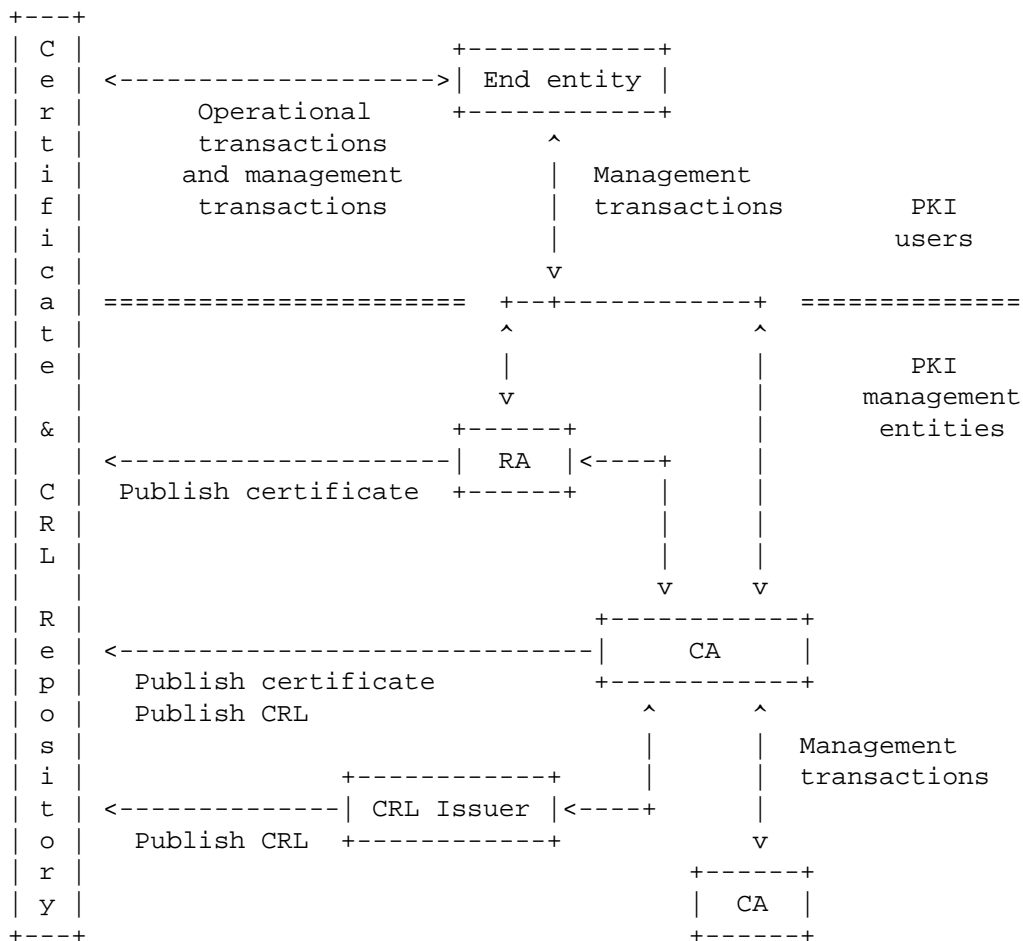 +---+
| C |                       +------------+
| e | <-------------------->| End entity |
| r |     Operational       +------------+
| t |     transactions          ^
| i |    and management         |  Management
| f |     transactions          |  transactions        PKI
| i |                           |                     users
| c |                           v
| a | =======================  +--+------------+  ==============
| t |                          ^               ^
| e |                          |               |         PKI
|   |                          v               |      management
| & |                       +------+           |       entities
|   | <---------------------|  RA  |<----+     |
| C |  Publish certificate  +------+     |     |
| R |                                    |     |
| L |                                    |     |
|   |                                    v     v
| R |                                +------------+
| e | <------------------------------|     CA     |
| p |   Publish certificate          +------------+
| o |   Publish CRL                     ^      ^
| s |                                   |      |  Management
| i |                +------------+     |      |  transactions
| t | <--------------| CRL Issuer |<----+      |
| o |   Publish CRL  +------------+            v
| r |                                      +------+
| y |                                      |  CA  |
+---+                                      +------+